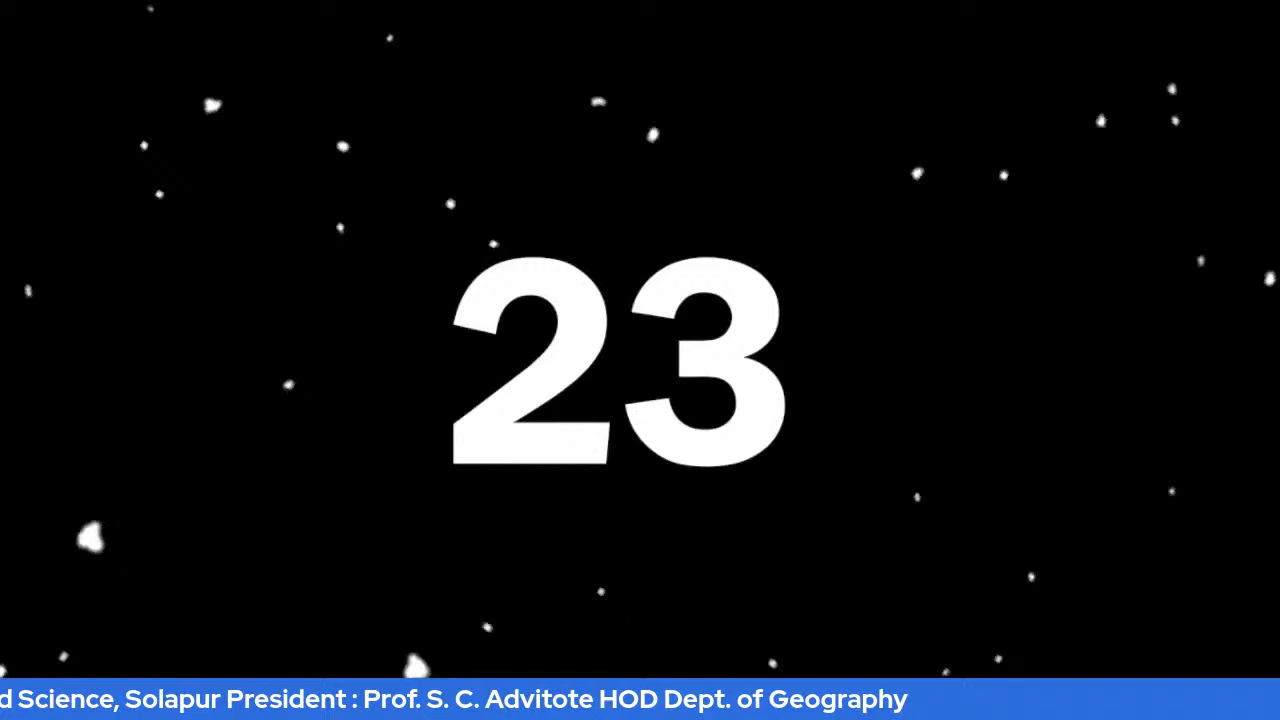 23
d Science, Solapur President : Prof. S. C. Advitote HOD Dept. of Geography